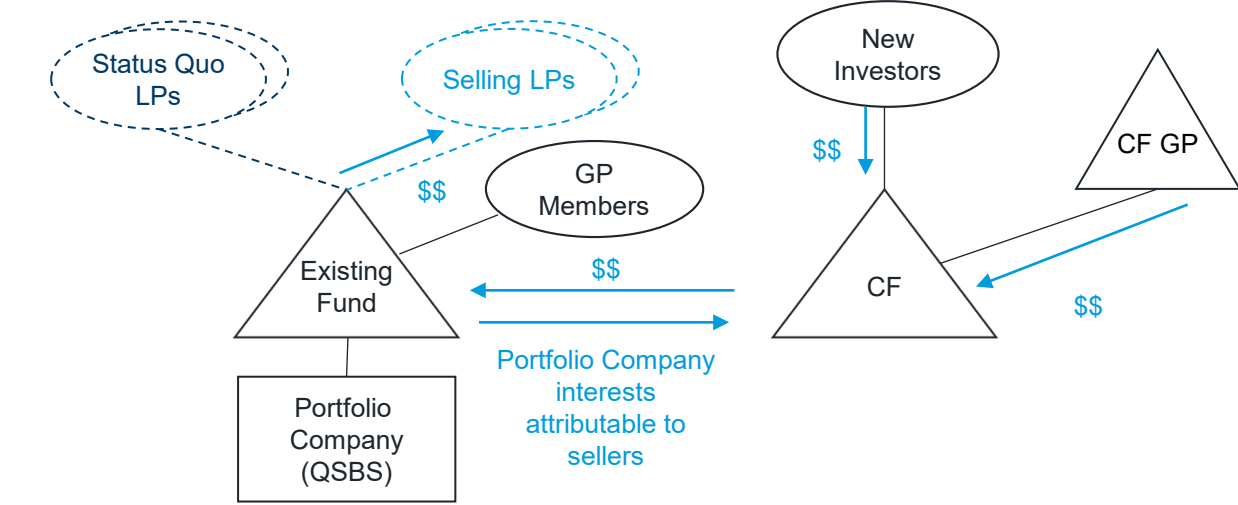 Status Quo
LPs
Selling LPs
New
Investors
$$
CF GP
$$
GP
Members
Existing
Fund
$$
CF
$$
Portfolio Company
interests
attributable to
sellers
Portfolio
Company
(QSBS)